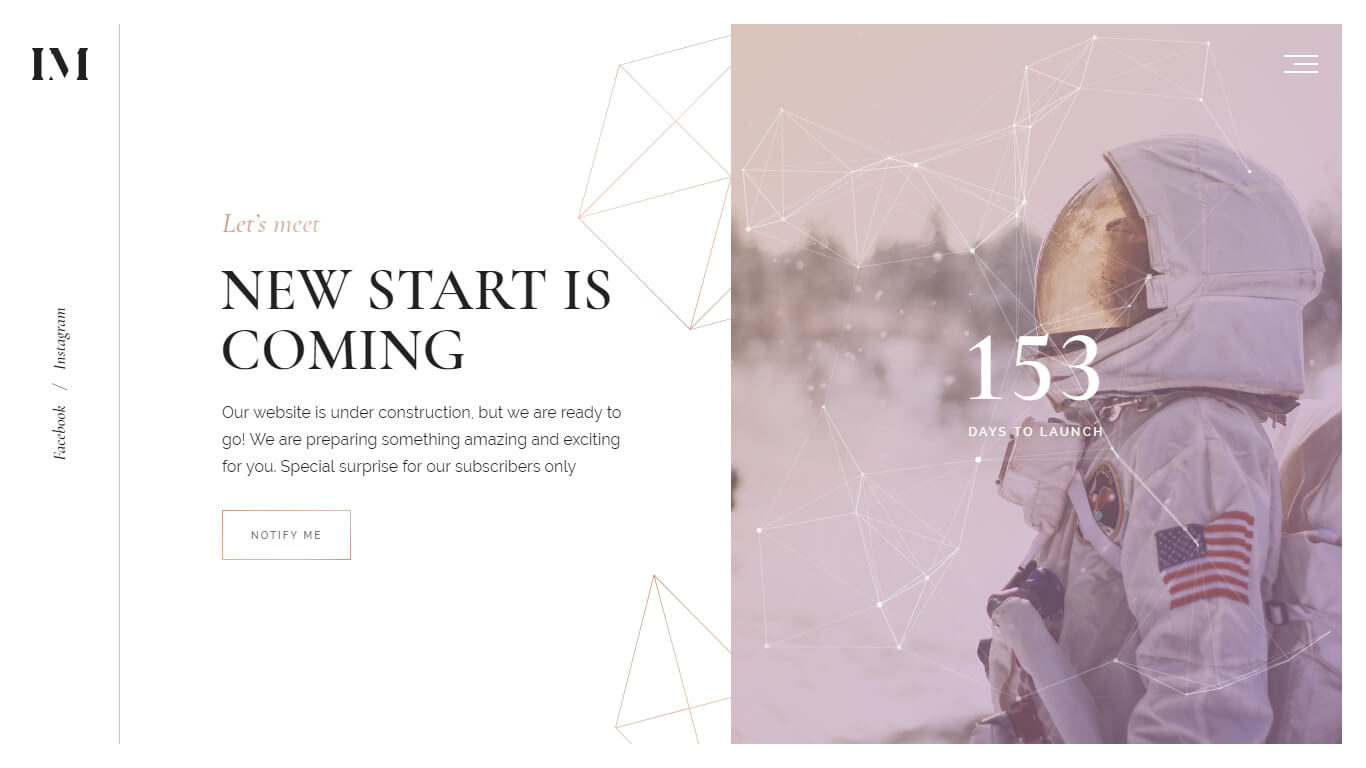 IM
Facebook / Instagram
Let's meet
NEW START IS
COMING
Our website is under construction, but we are ready to
go! We are preparing something amazing and exciting
for you. Special surprise for our subscribers only
NOTIFY ME
153
DAYS TO LAUNCH